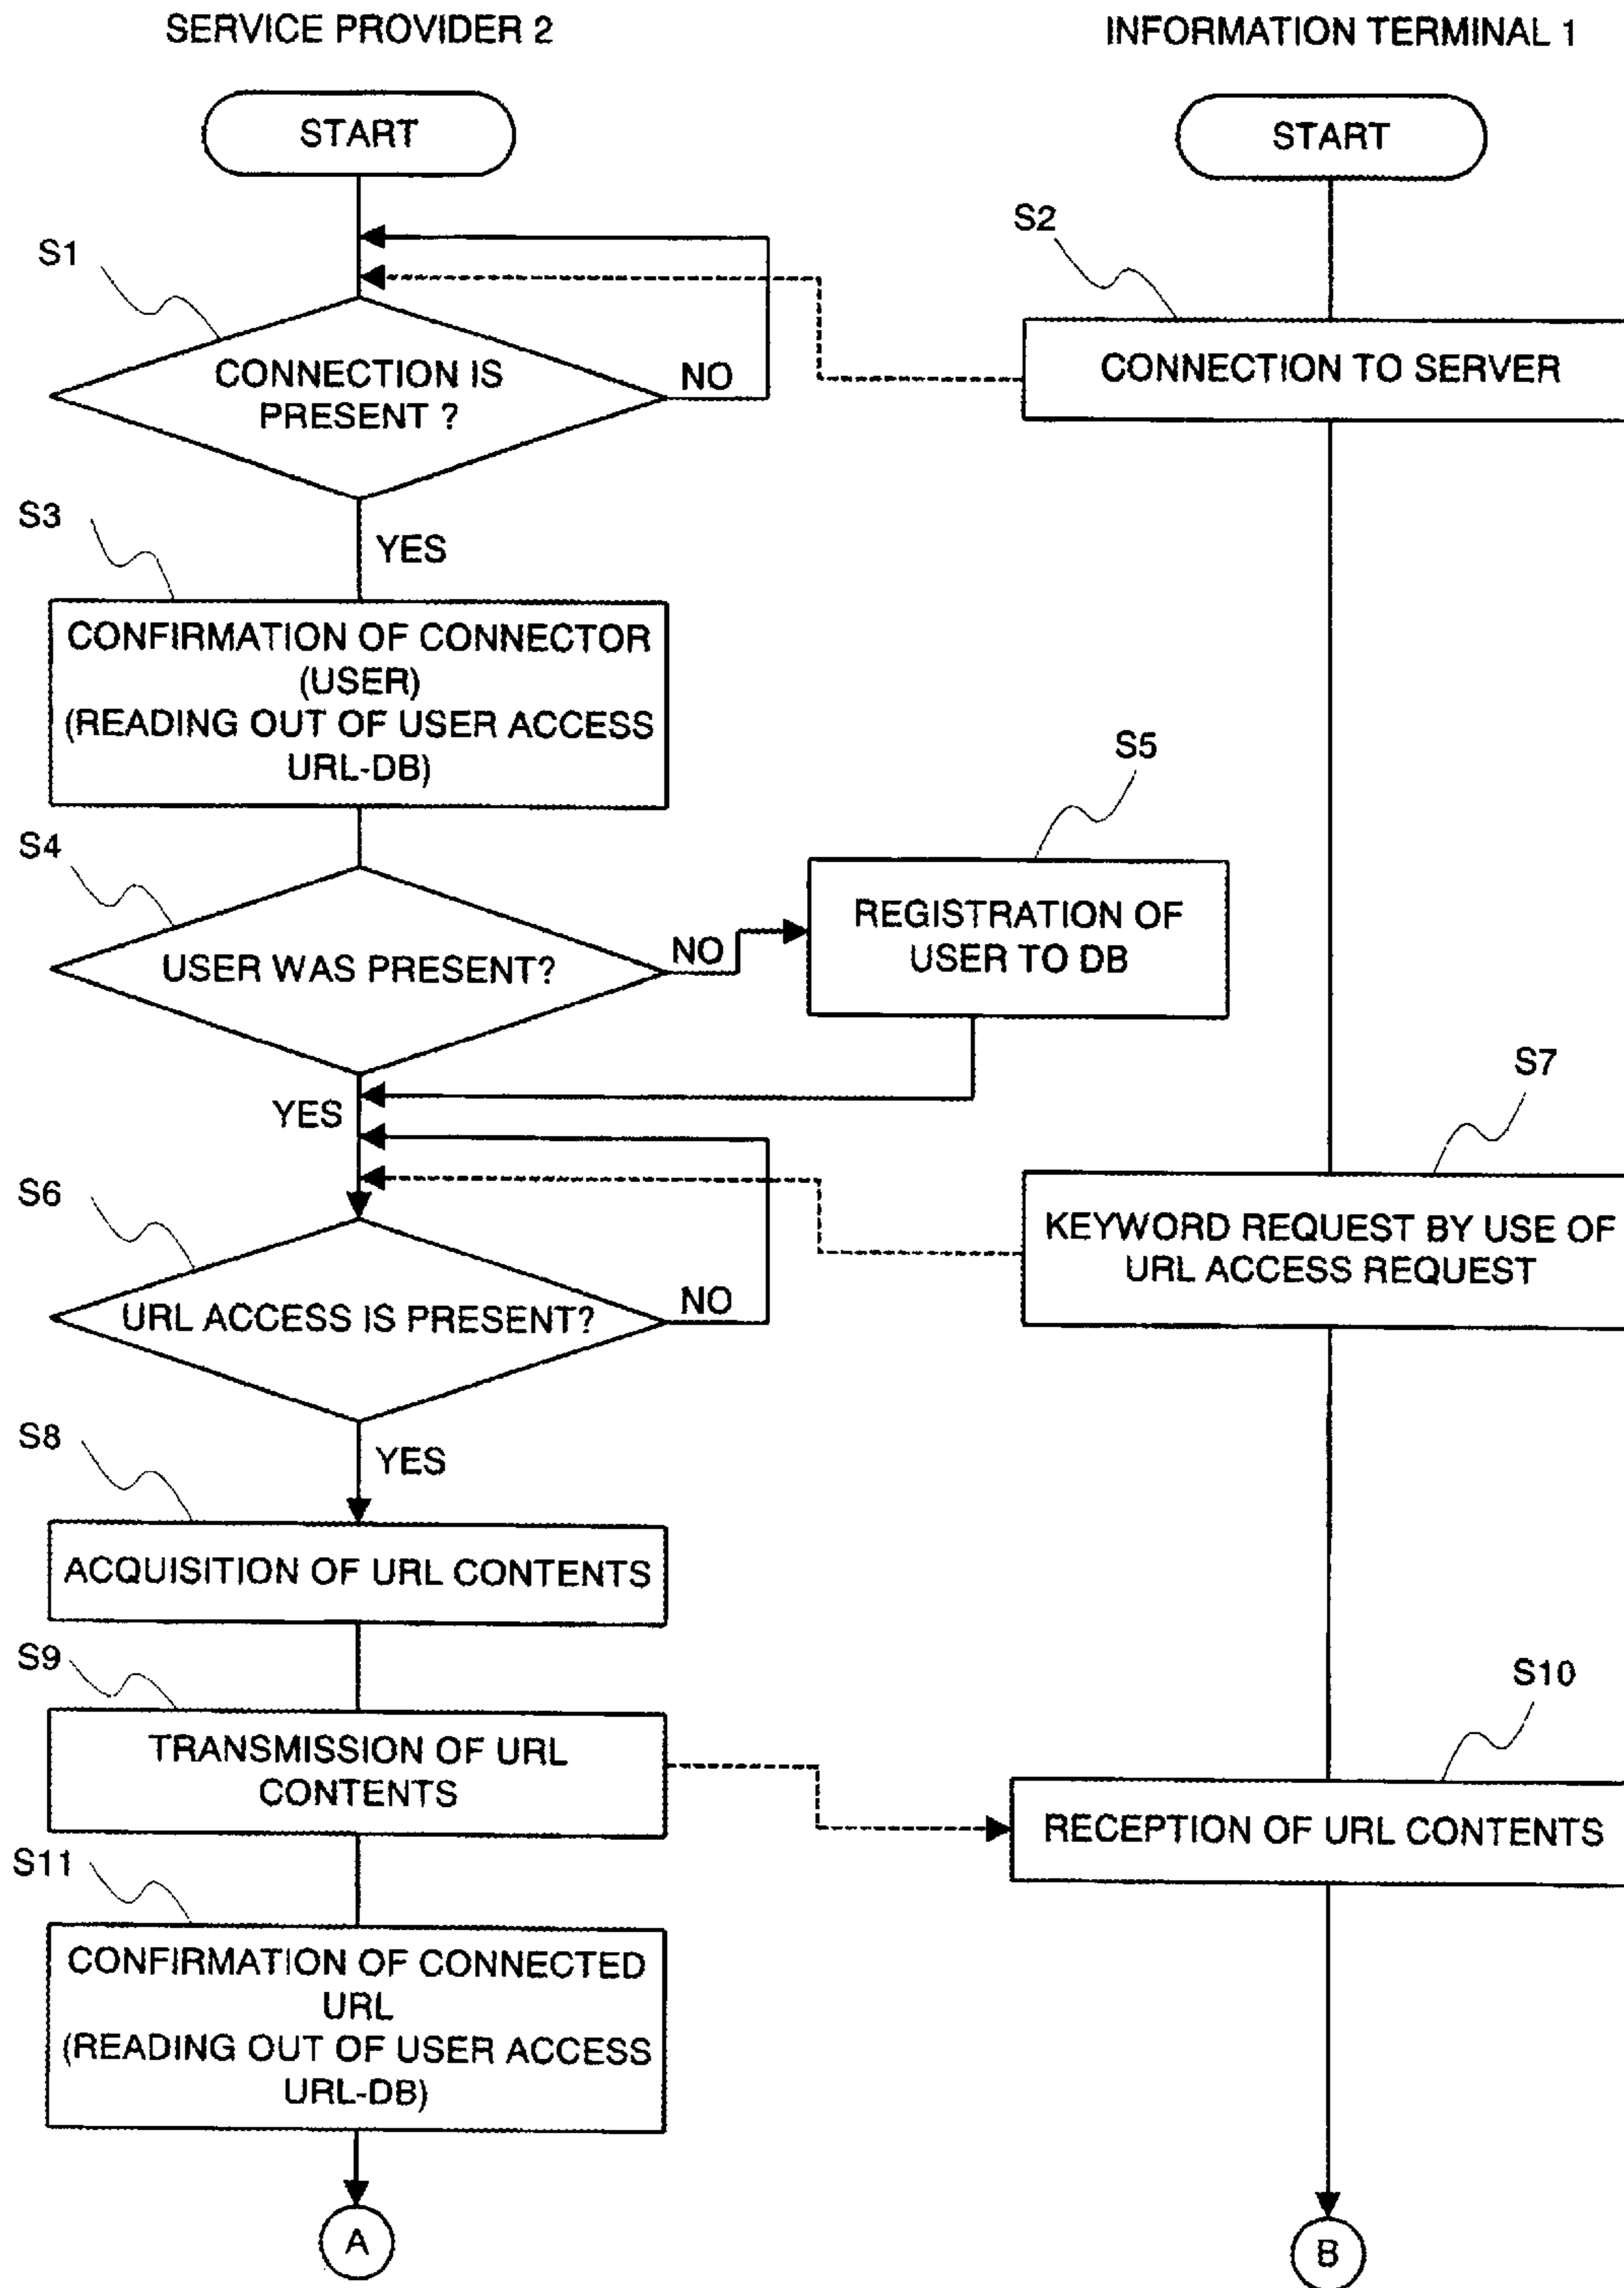 SERVICE PROVIDER 2
INFORMATION TERMINAL 1
START
START
S1
S2
CONNECTION IS
PRESENT ?
NO
CONNECTION TO SERVER
YES
S3
CONFIRMATION OF CONNECTOR
(USER)
(READING OUT OF USER ACCESS
URL-DB)
S4
USER WAS PRESENT?
NO
S5
REGISTRATION OF
USER TO DB
YES
S6
URL ACCESS IS PRESENT?
NO
S7
KEYWORD REQUEST BY USE OF
URL ACCESS REQUEST
YES
S8
ACQUISITION OF URL CONTENTS
S9
TRANSMISSION OF URL
CONTENTS
S10
RECEPTION OF URL CONTENTS
S11
CONFIRMATION OF CONNECTED
URL
(READING OUT OF USER ACCESS
URL-DB)
A
B